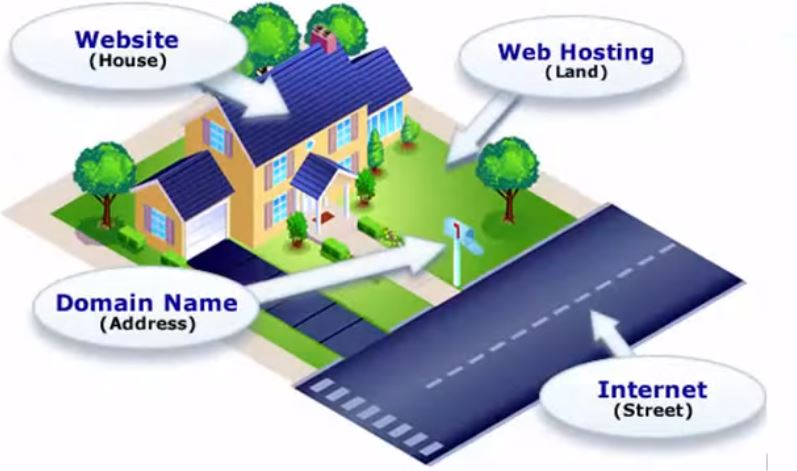 Website
(House)
Web Hosting
(Land)
Domain Name
(Address)
Internet
(Street)